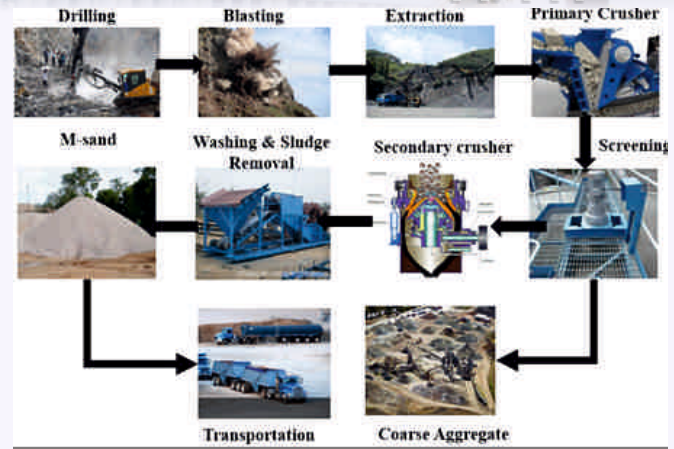 Drilling
Blasting
Extraction
Primary Crusher
M-sand
Washing & Sludge
Removal
Secondary crusher
Screening
Transportation
Coarse Aggregate